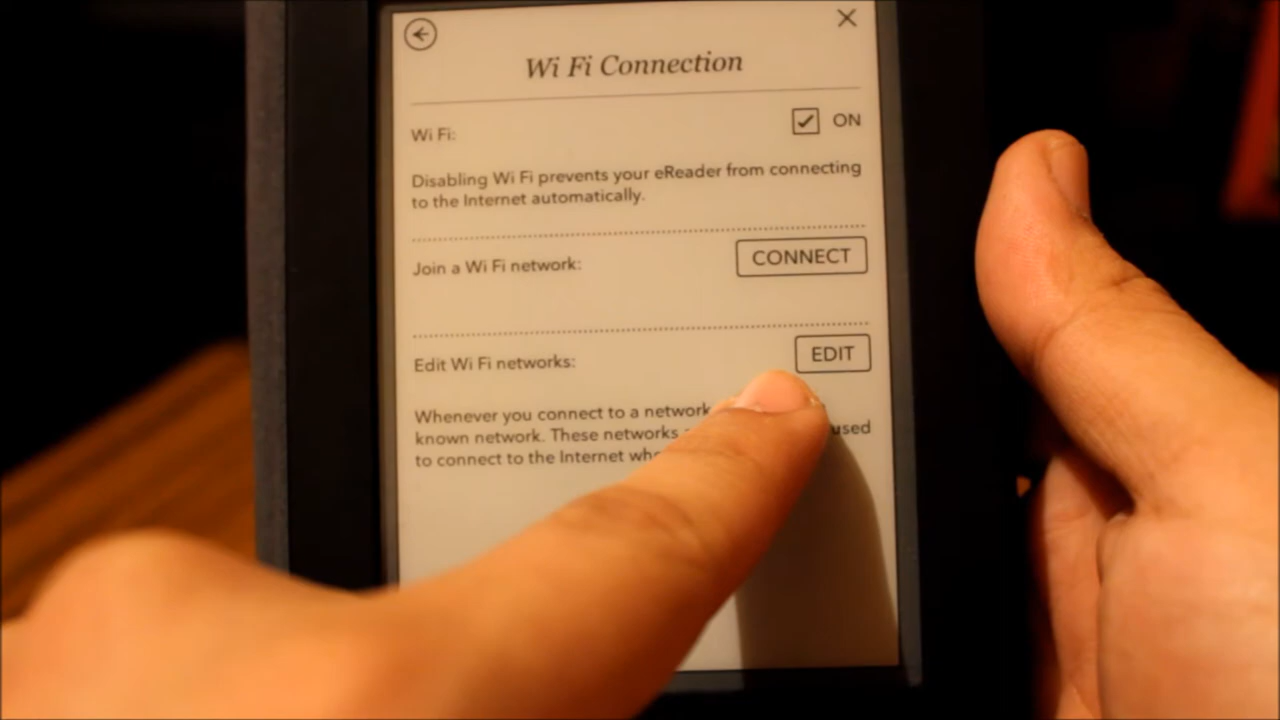 Wi Fi Connection
Wi Fi:
ON
Disabling Wi Fi prevents your eReader from connecting
to the Internet automatically.
Join a Wi Fi network:
CONNECT
Edit Wi Fi networks:
EDIT
Whenever you connect to a network
known network. These networks used
to connect to the Internet